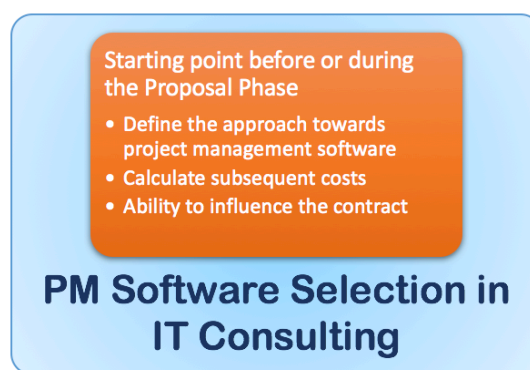 Starting point before or during
the Proposal Phase
• Define the approach towards
project management software
• Calculate subsequent costs
• Ability to influence the contract
PM Software Selection in
IT Consulting